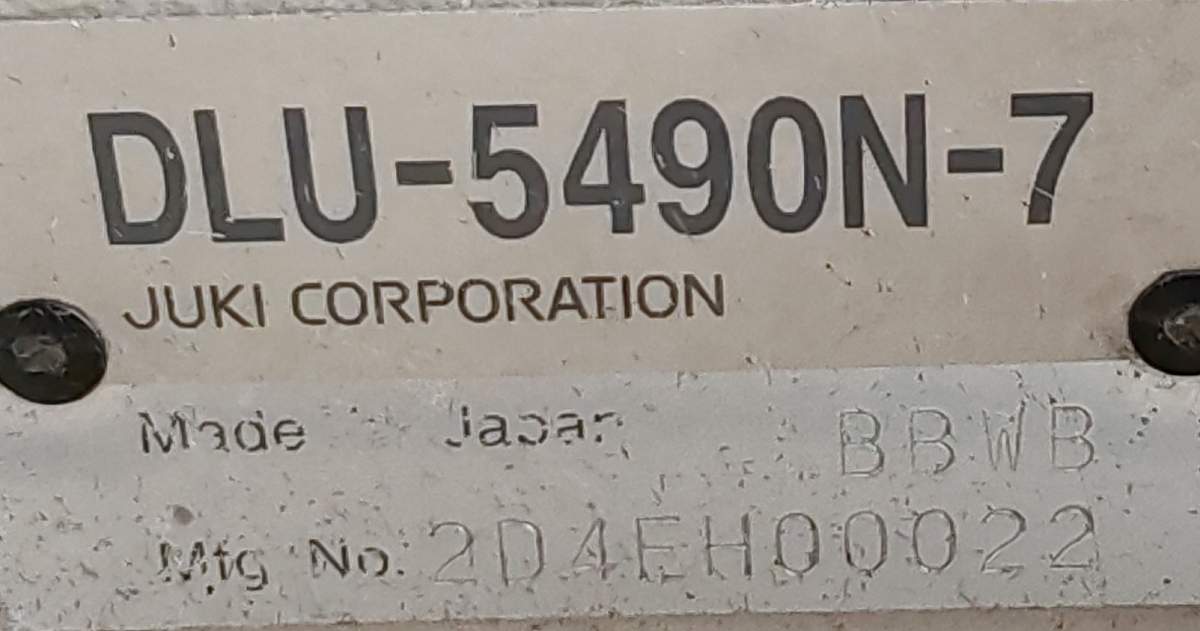 DLU-5490N-7
JUKI CORPORATION
Made Japan BBWB
Mfg No. 2D4EH00022